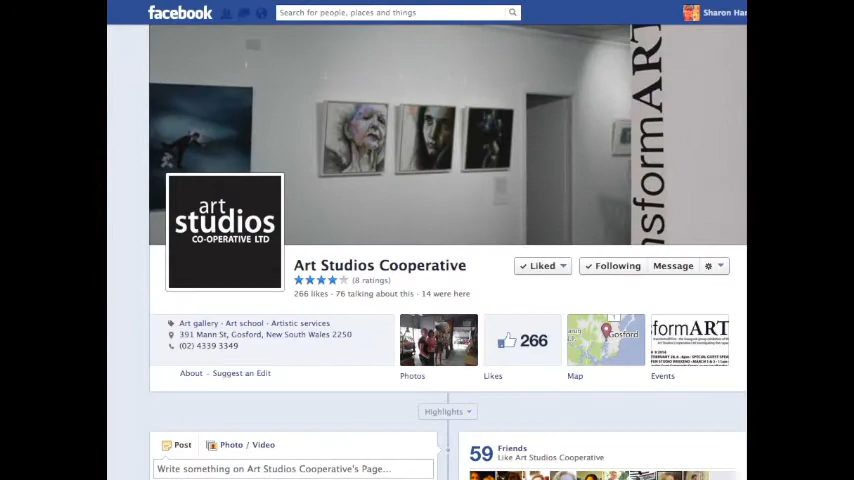 facebook
Search for people, places and things
Sharon Har
nsformART
art
studios
CO-OPERATIVE LTD
Art Studios Cooperative
Liked
Following
Message
(8 ratings)
266 likes · 76 talking about this · 14 were here
Art gallery · Art school · Artistic services
391 Mann St, Gosford, New South Wales 2250
(02) 4339 3349
About - Suggest an Edit
266
Gosford
formART
Photos
Likes
Map
Events
Highlights
Post
Photo / Video
Write something on Art Studios Cooperative's Page...
59
Friends
Like Art Studios Cooperative